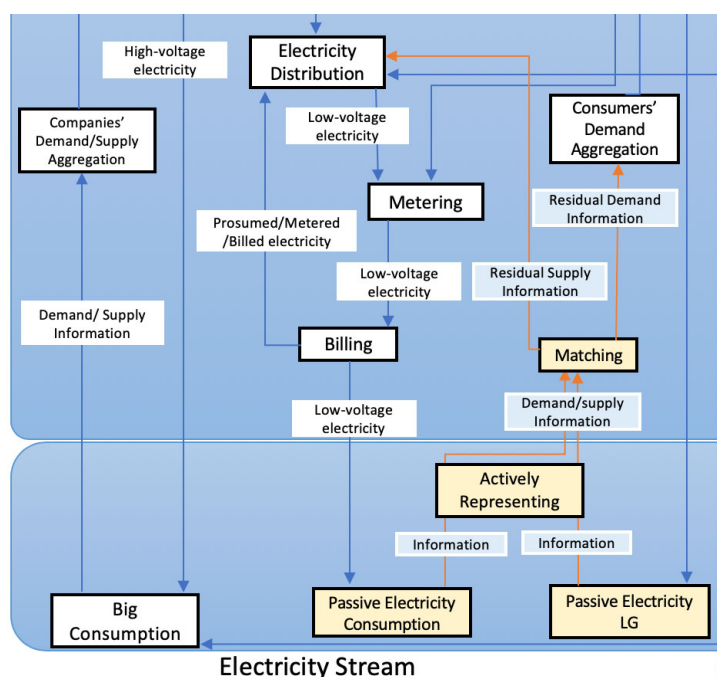 High-voltage
electricity
Electricity
Distribution
Companies'
Demand/Supply
Aggregation
Low-voltage
electricity
Consumers'
Demand
Aggregation
Metering
Residual Demand
Information
Prosumed/Metered
/Billed electricity
Low-voltage
electricity
Residual Supply
Information
Demand/ Supply
Information
Billing
Matching
Low-voltage
electricity
Demand/supply
Information
Actively
Representing
Information
Information
Big
Consumption
Passive Electricity
Consumption
Passive Electricity
LG
Electricity Stream